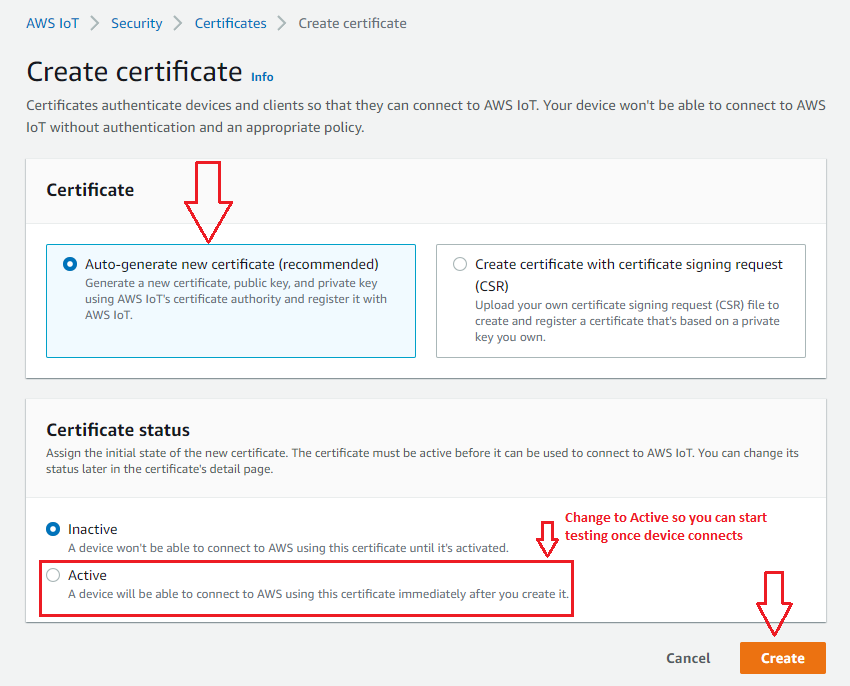 AWS IoT > Security > Certificates > Create certificate
Create certificate Info
Certificates authenticate devices and clients so that they can connect to AWS IoT. Your device won't be able to connect to AWS
IoT without authentication and an appropriate policy.
Certificate
Auto-generate new certificate (recommended)
Generate a new certificate, public key, and private key
using AWS IoT's certificate authority and register it with
AWS IoT.
Create certificate with certificate signing request
(CSR)
Upload your own certificate signing request (CSR) file to
create and register a certificate that's based on a private
key you own.
Certificate status
Assign the initial state of the new certificate. The certificate must be active before it can be used to connect to AWS IoT. You can change its
status later in the certificate's detail page.
Inactive
A device won't be able to connect to AWS using this certificate until it's activated.
Change to Active so you can start
testing once device connects
Active
A device will be able to connect to AWS using this certificate immediately after you create it.
Cancel
Create